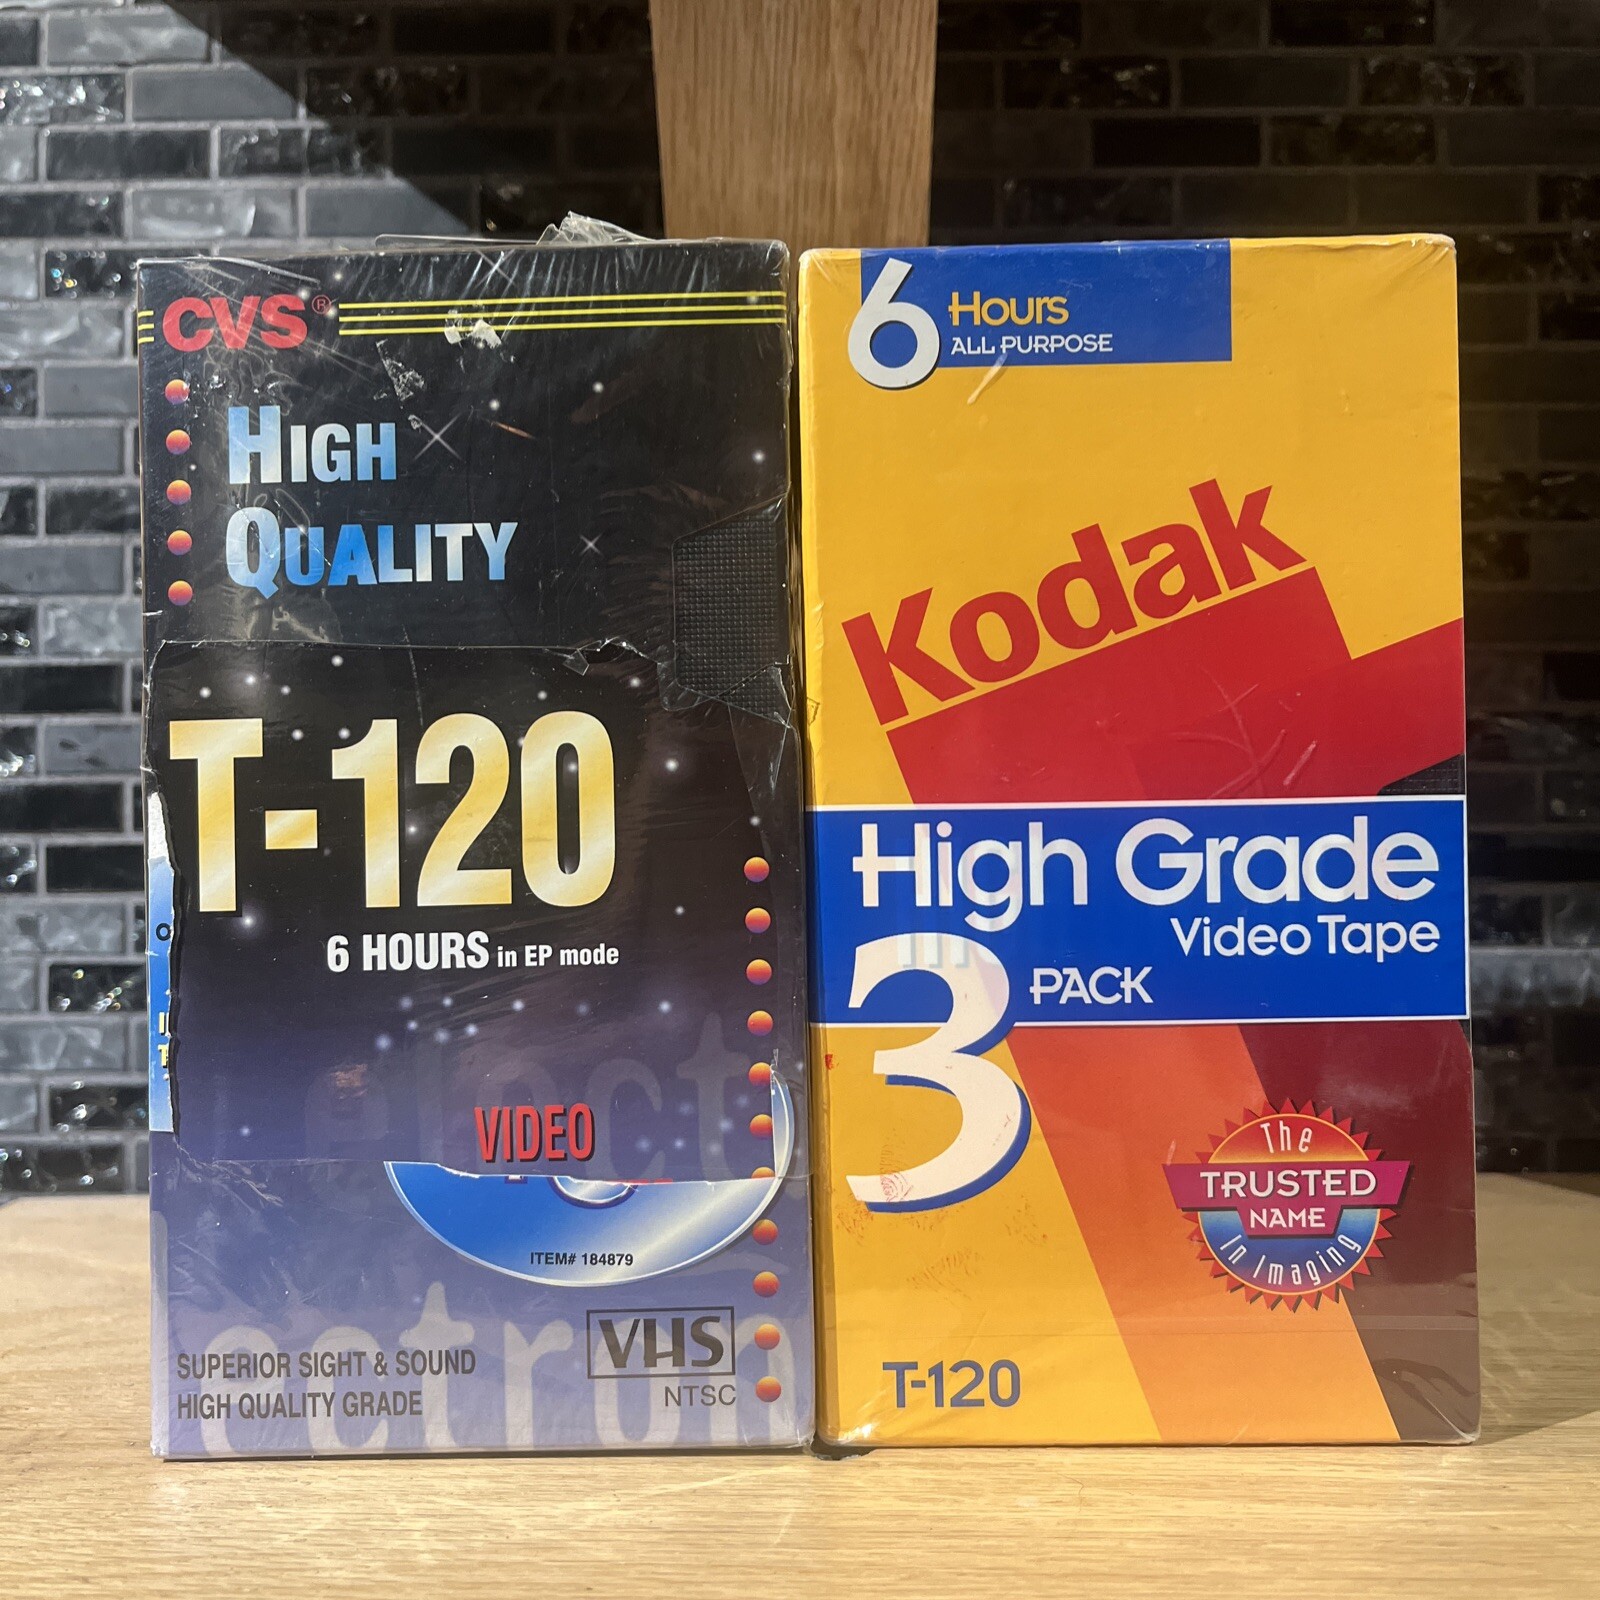 CVS®
HIGH
QUALITY
T-120
6 HOURS in EP mode
VIDEO
ITEM# 184879
SUPERIOR SIGHT & SOUND
HIGH QUALITY GRADE
VHS
NTSC
6 Hours
ALL PURPOSE
Kodak
High Grade
Video Tape
3 PACK
The
TRUSTED
NAME
In Imaging
T-120